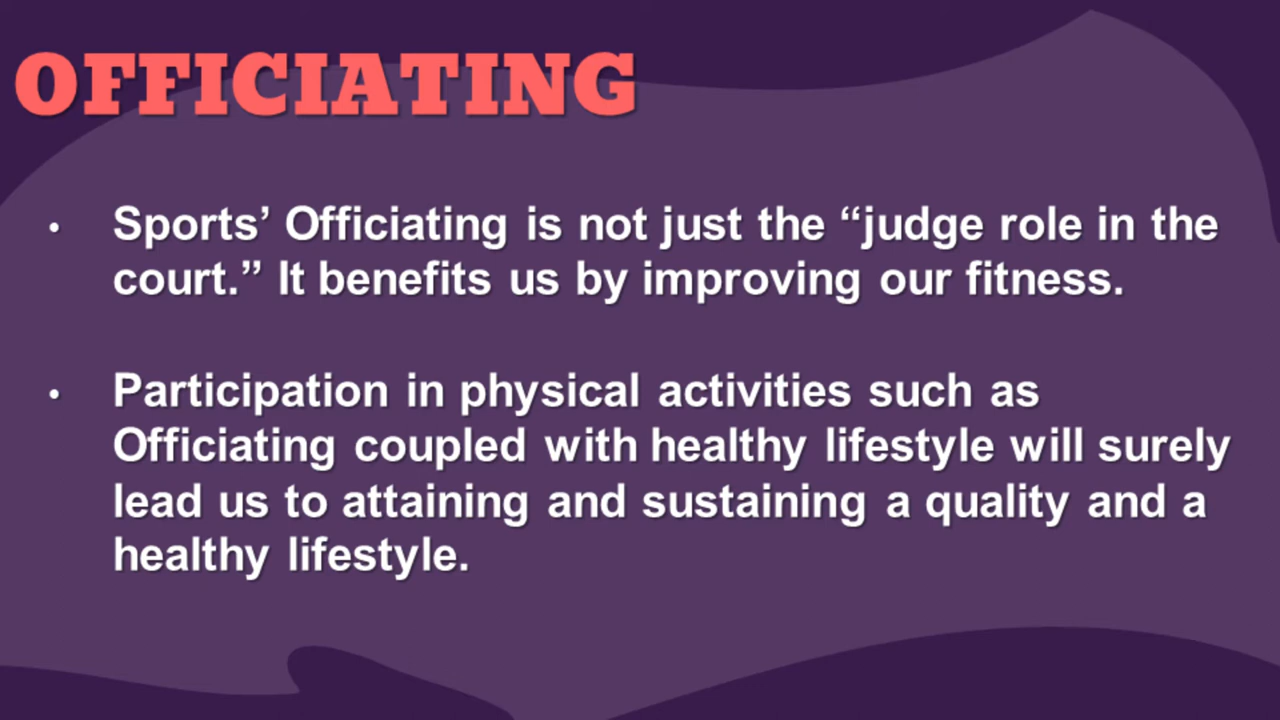 OFFICIATING
• Sports’ Officiating is not just the “judge role in the
court.” It benefits us by improving our fitness.
• Participation in physical activities such as
Officiating coupled with healthy lifestyle will surely
lead us to attaining and sustaining a quality and a
healthy lifestyle.